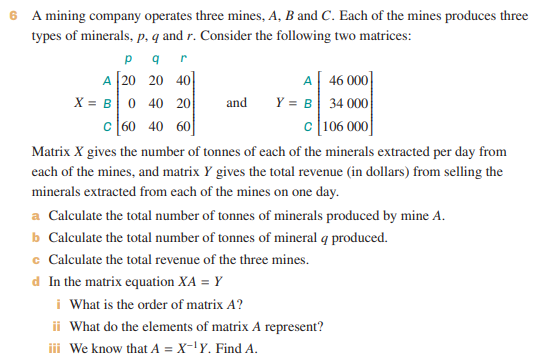 6 A mining company operates three mines, A, B and C. Each of the mines produces three
types of minerals, p, q and r. Consider the following two matrices:
p q r
A [20 20 40] A [46 000]
X = B [0 40 20] and Y = B [34 000]
C [60 40 60] C [106 000]
Matrix X gives the number of tonnes of each of the minerals extracted per day from
each of the mines, and matrix Y gives the total revenue (in dollars) from selling the
minerals extracted from each of the mines on one day.
a Calculate the total number of tonnes of minerals produced by mine A.
b Calculate the total number of tonnes of mineral q produced.
c Calculate the total revenue of the three mines.
d In the matrix equation XA = Y
i What is the order of matrix A?
ii What do the elements of matrix A represent?
iii We know that A = X⁻¹Y. Find A.